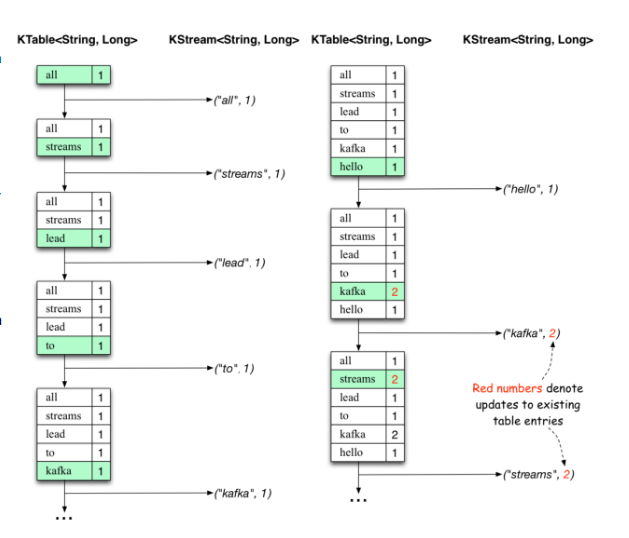 KTable<String, Long> KStream<String, Long> KTable<String, Long> KStream<String, Long>
all 1
("all", 1)
all 1
streams 1
("streams", 1)
all 1
streams 1
lead 1
("lead". 1)
all 1
streams 1
lead 1
to 1
("to". 1)
all 1
streams 1
lead 1
to 1
kafka 1
("kafka", 1)
...
all 1
streams 1
lead 1
to 1
kafka 1
hello 1
("hello", 1)
all 1
streams 1
lead 1
to 1
kafka 2
hello 1
("kafka", 2)
all 1
streams 2
lead 1
to 1
kafka 2
hello 1
Red numbers denote
updates to existing
table entries
("streams", 2)
...